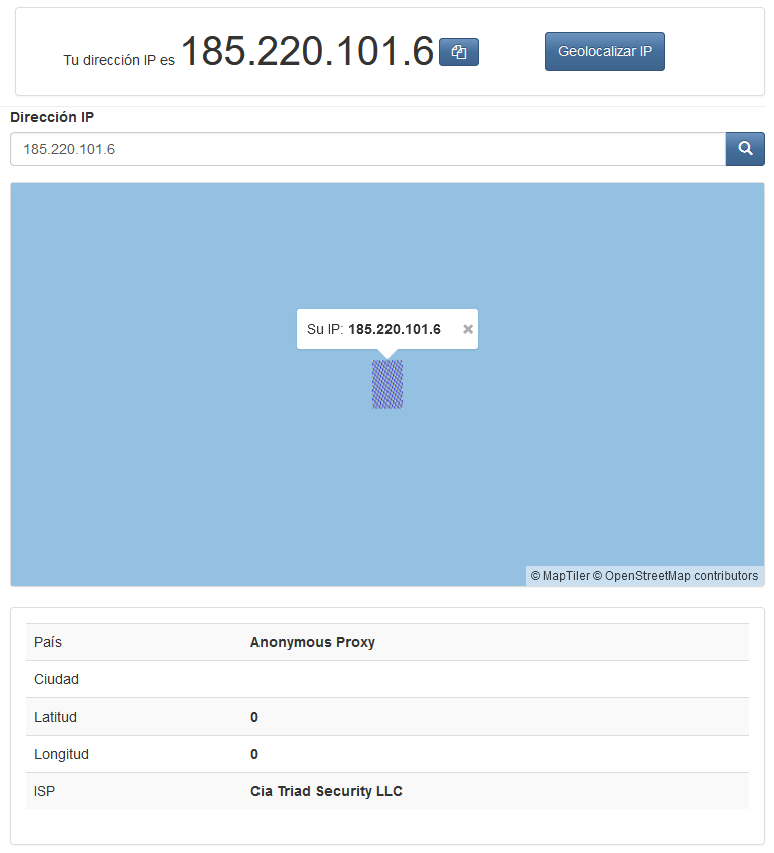 Tu dirección IP es 185.220.101.6
Geolocalizar IP
Dirección IP
185.220.101.6
Su IP: 185.220.101.6 ×
© MapTiler © OpenStreetMap contributors
País Anonymous Proxy
Ciudad
Latitud 0
Longitud 0
ISP Cia Triad Security LLC